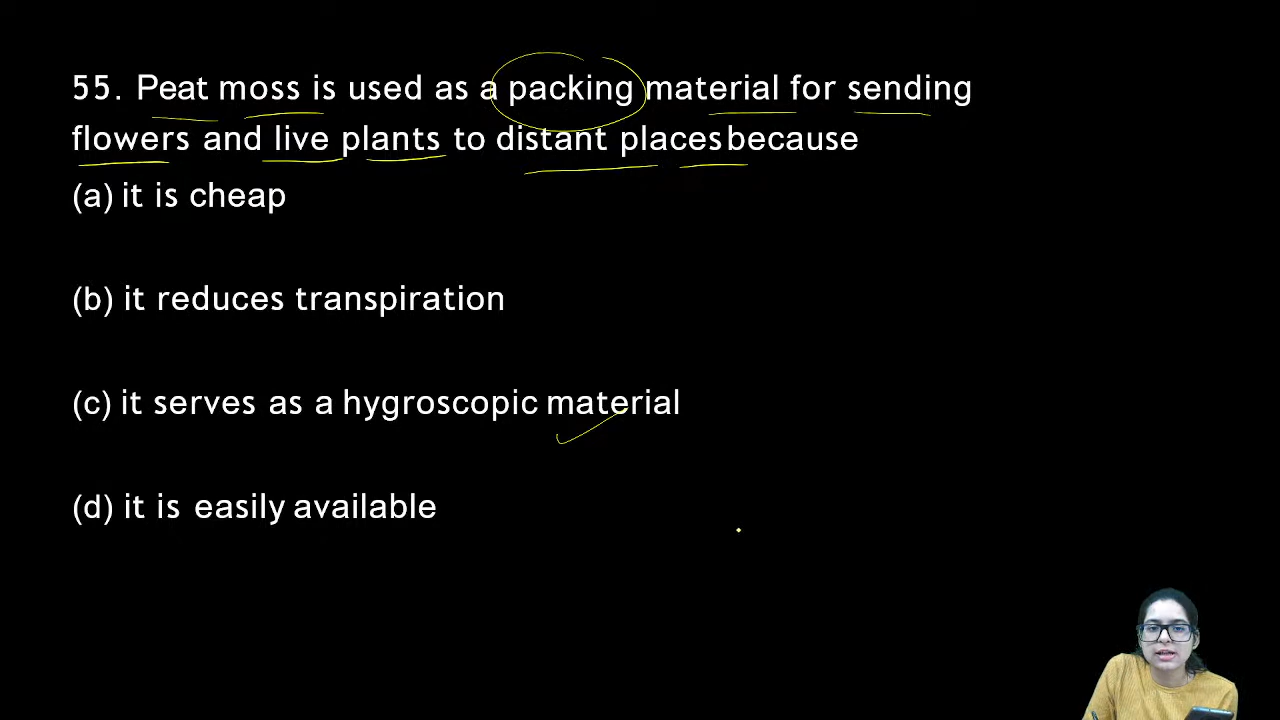 55. Peat moss is used as a packing material for sending
flowers and live plants to distant places because
(a) it is cheap
(b) it reduces transpiration
(c) it serves as a hygroscopic material
(d) it is easily available